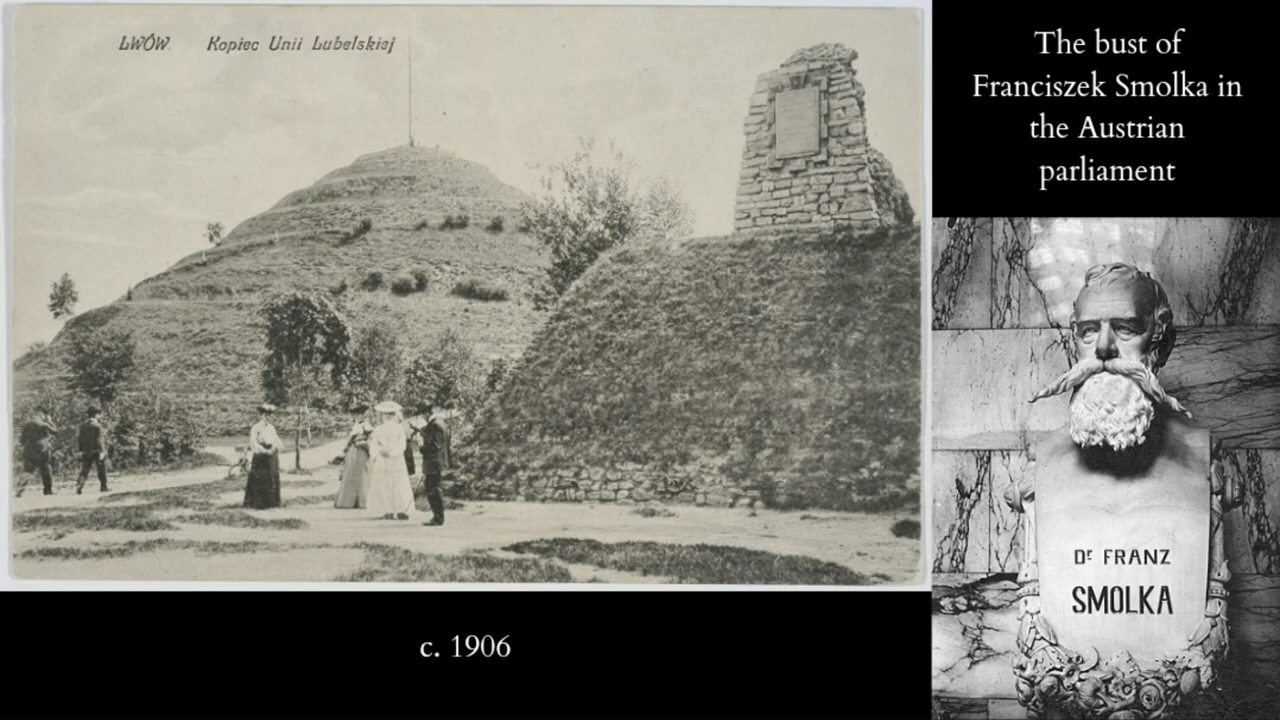 LWÓW. Kopiec Unii Lubelskiej
c. 1906
The bust of
Franciszek Smolka in
the Austrian
parliament
Dr FRANZ
SMOLKA